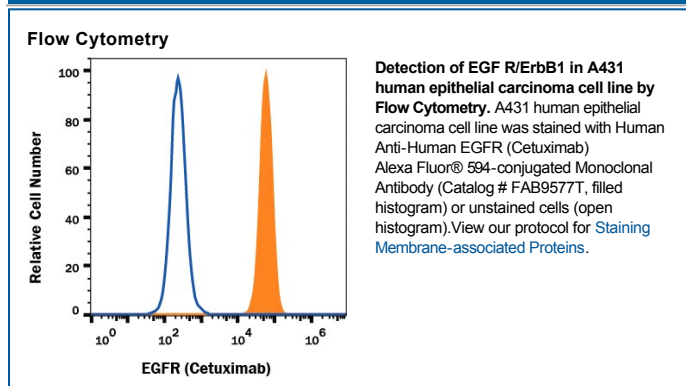 Flow Cytometry
100
80
60
40
20
0
Relative Cell Number
10^0 10^2 10^4 10^6
EGFR (Cetuximab)
Detection of EGF R/ErbB1 in A431
human epithelial carcinoma cell line by
Flow Cytometry. A431 human epithelial
carcinoma cell line was stained with Human
Anti-Human EGFR (Cetuximab)
Alexa Fluor® 594-conjugated Monoclonal
Antibody (Catalog # FAB9577T, filled
histogram) or unstained cells (open
histogram).View our protocol for Staining
Membrane-associated Proteins.